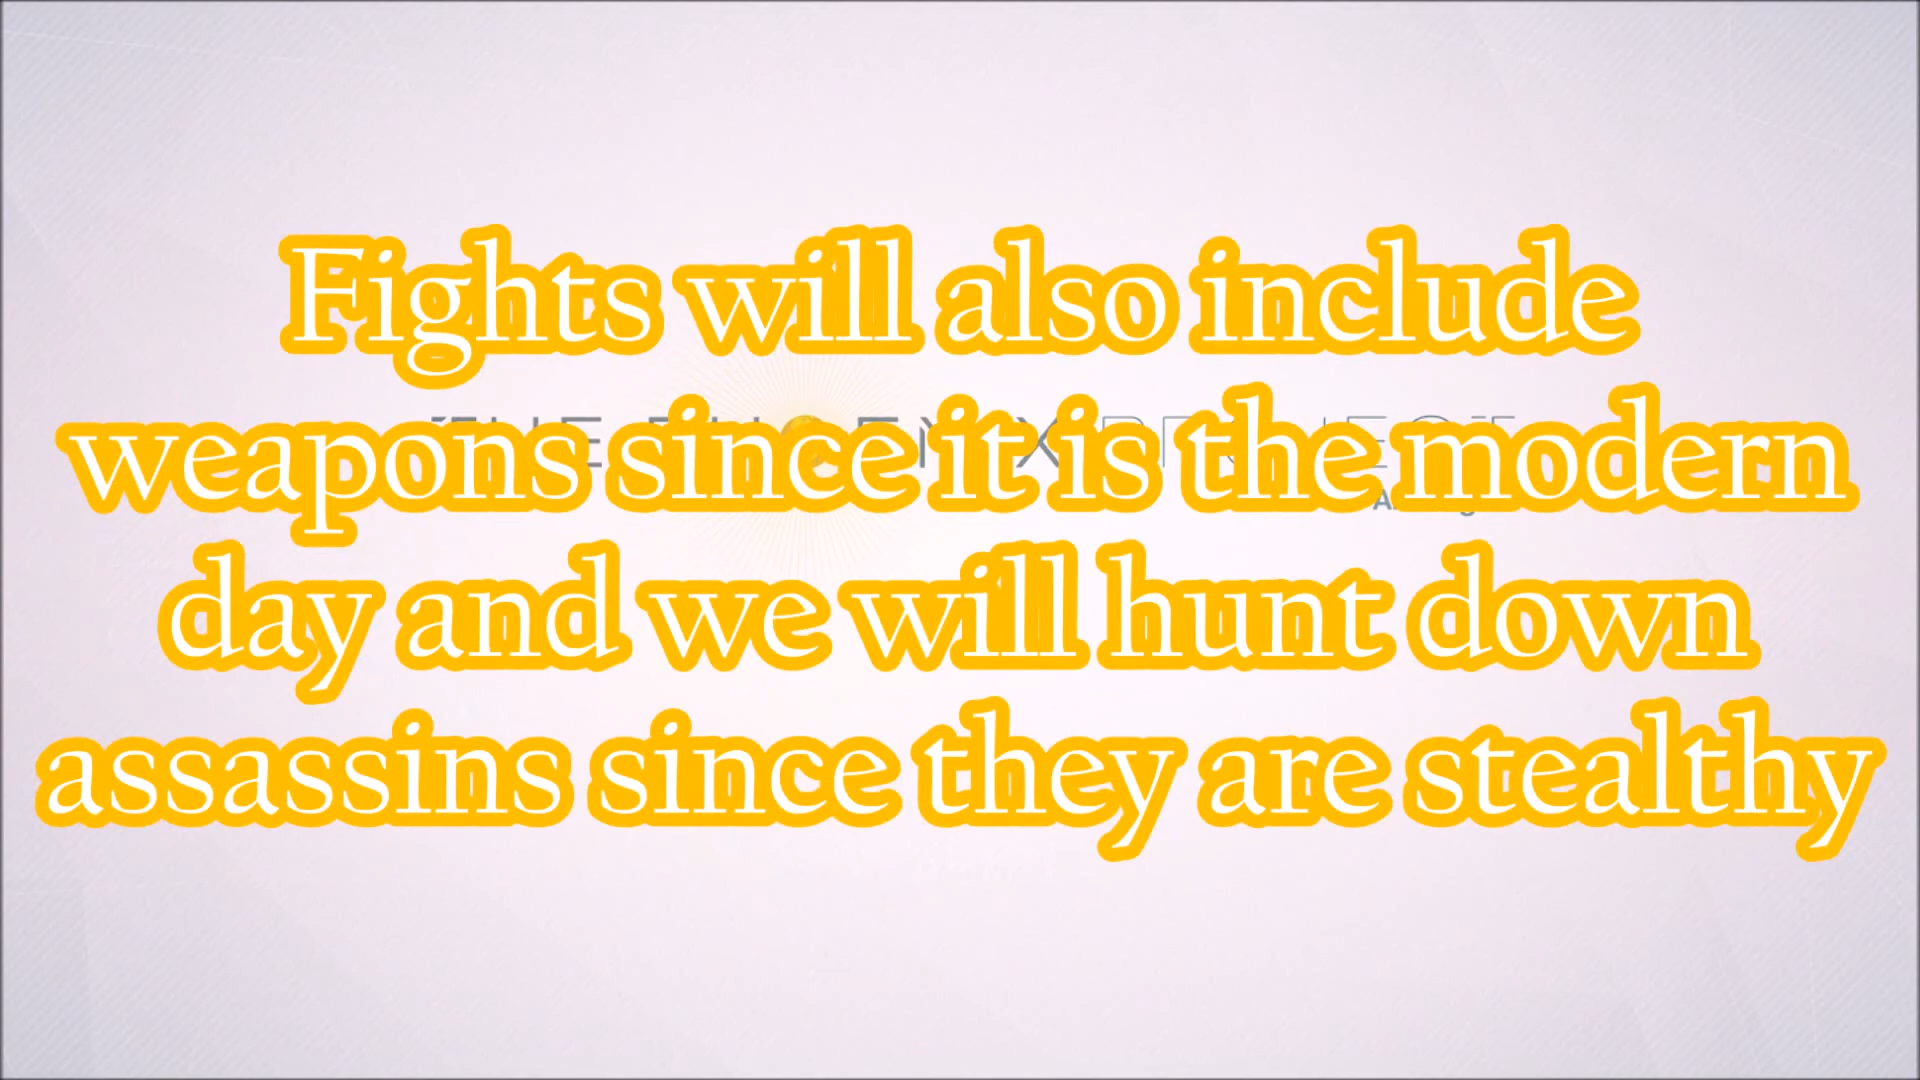 Fights will also include
weapons since it is the modern
day and we will hunt down
assassins since they are stealthy